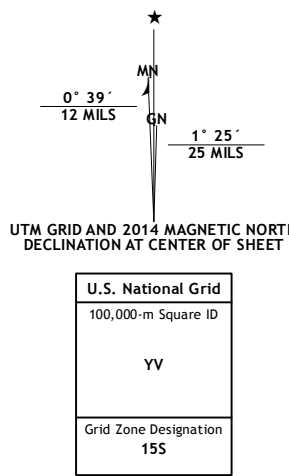 ★
MN
0° 39´
12 MILS
GN
1° 25´
25 MILS
UTM GRID AND 2014 MAGNETIC NORTH
DECLINATION AT CENTER OF SHEET
U.S. National Grid
100,000-m Square ID
YV
Grid Zone Designation
15S